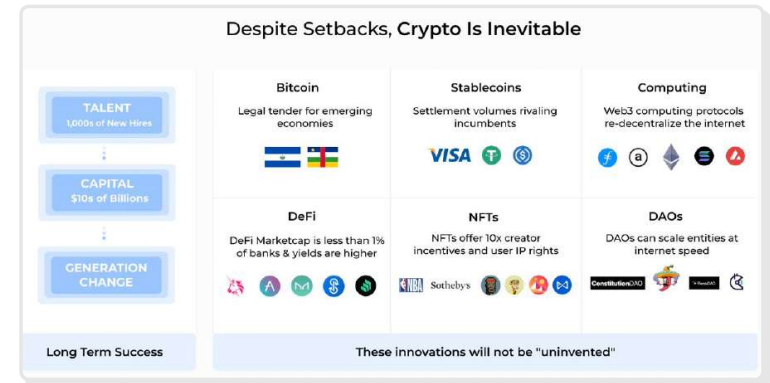 Despite Setbacks, Crypto Is Inevitable
TALENT
1,000s of New Hires
CAPITAL
$10s of Billions
GENERATION
CHANGE
Long Term Success
Bitcoin
Legal tender for emerging
economies
Stablecoins
Settlement volumes rivaling
incumbents
VISA
Computing
Web3 computing protocols
re-decentralize the internet
a
DeFi
DeFi Marketcap is less than 1%
of banks & yields are higher
NFTs
NFTs offer 10x creator
incentives and user IP rights
NBA
Sotheby's
DAOs
DAOs can scale entities at
internet speed
ConstitutionDAO
These innovations will not be "uninvented"